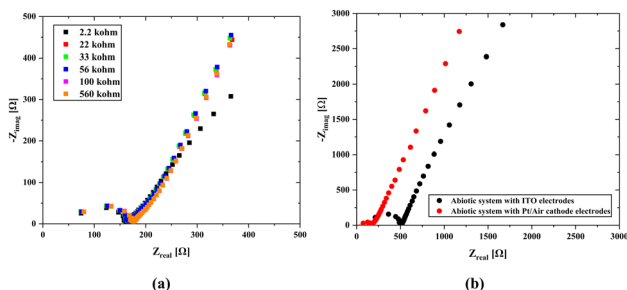 (a)
500
400
300
200
100
0
-Z_imag [Ω]
2.2 kohm
22 kohm
33 kohm
56 kohm
100 kohm
560 kohm
0 100 200 300 400 500
Z_real [Ω]
(a)
(b)
3000
2500
2000
1500
1000
500
0
-Z_imag [Ω]
Abiotic system with ITO electrodes
Abiotic system with Pt/Air cathode electrodes
0 500 1000 1500 2000 2500 3000
Z_real [Ω]
(b)